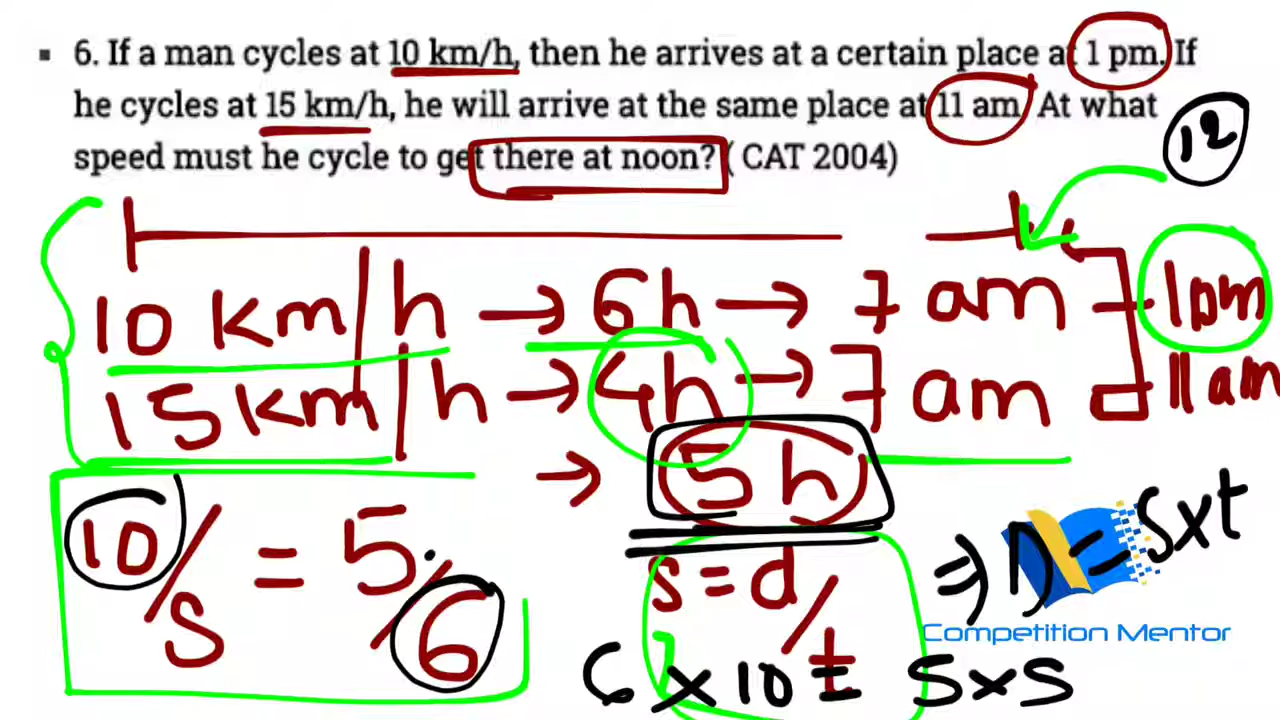 ▪ 6. If a man cycles at 10 km/h, then he arrives at a certain place at 1 pm. If
he cycles at 15 km/h, he will arrive at the same place at 11 am. At what
speed must he cycle to get there at noon? ( CAT 2004)
12
10 km/h → 6h → 7 am 1pm
15 km/h → 4h → 7 am 11 am
→ 5h
10/s = 5/6
s = d/t
⇒ D = S×t
Competition Mentor
6 × 10 = 5 × S